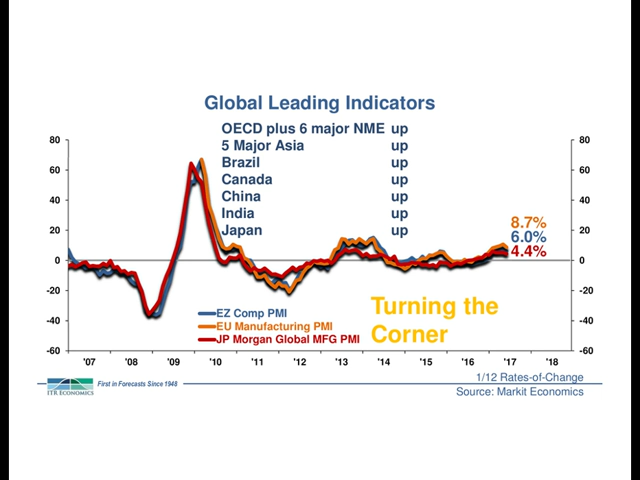 Global Leading Indicators
OECD plus 6 major NME up
5 Major Asia up
Brazil up
Canada up
China up
India up
Japan up
80 80
60 60
40 40
20 20
0 0
-20 -20
-40 -40
-60 -60
8.7%
6.0%
4.4%
EZ Comp PMI
EU Manufacturing PMI
JP Morgan Global MFG PMI
Turning the
Corner
'07 '08 '09 '10 '11 '12 '13 '14 '15 '16 '17 '18
1/12 Rates-of-Change
Source: Markit Economics
ITR ECONOMICS
First in Forecasts Since 1948